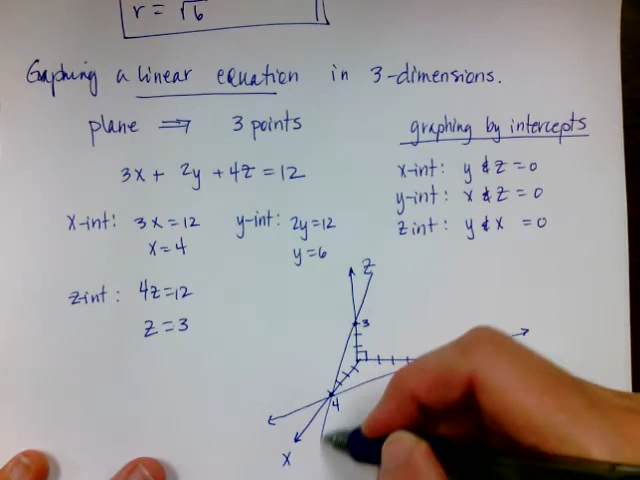 r = √6
Graphing a linear equation in 3-dimensions.
plane ⇒ 3 points
graphing by intercepts
3x + 2y + 4z = 12
x-int: y & z = 0
y-int: x & z = 0
z int: y & x = 0
x-int: 3x = 12
x = 4
y-int: 2y = 12
y = 6
z int: 4z = 12
z = 3
z
3
4
x